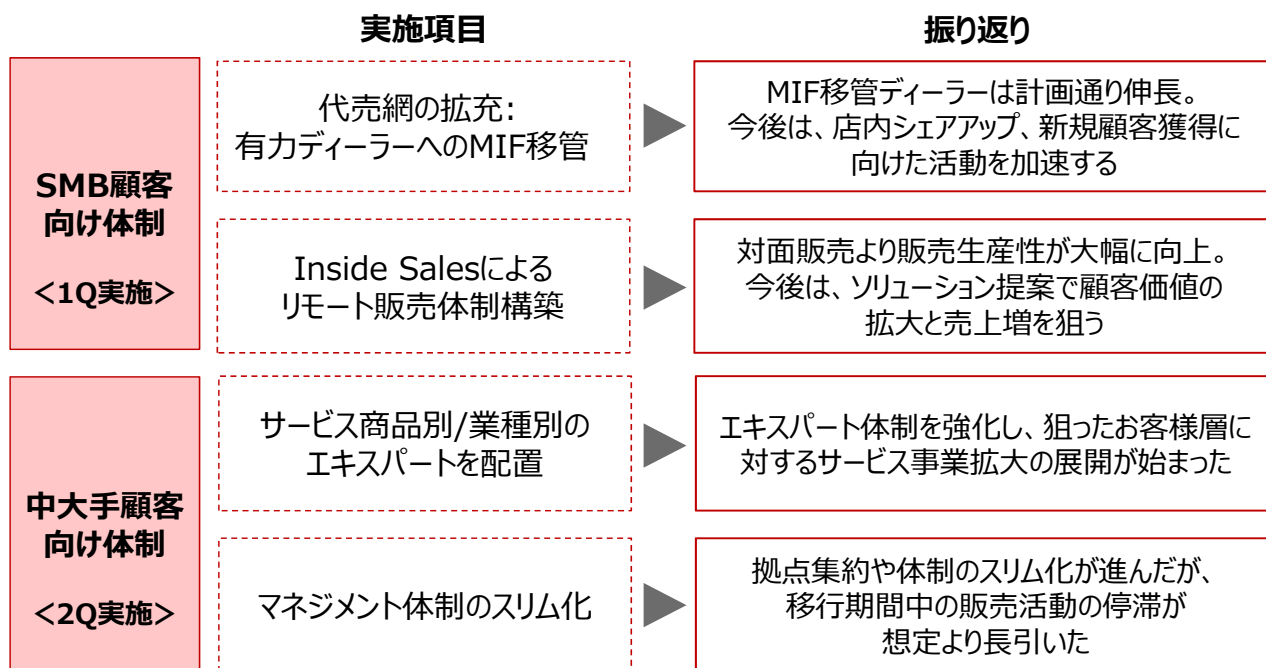 実施項目
振り返り
SMB顧客
向け体制
<1Q実施>
代売網の拡充：
有力ディーラーへのMIF移管
MIF移管ディーラーは計画通り伸長。
今後は、店内シェアアップ、新規顧客獲得に
向けた活動を加速する
Inside Salesによる
リモート販売体制構築
対面販売より販売生産性が大幅に向上。
今後は、ソリューション提案で顧客価値の
拡大と売上増を狙う
中大手顧客
向け体制
<2Q実施>
サービス商品別/業種別の
エキスパートを配置
エキスパート体制を強化し、狙ったお客様層に
対するサービス事業拡大の展開が始まった
マネジメント体制のスリム化
拠点集約や体制のスリム化が進んだが、
移行期間中の販売活動の停滞が
想定より長引いた